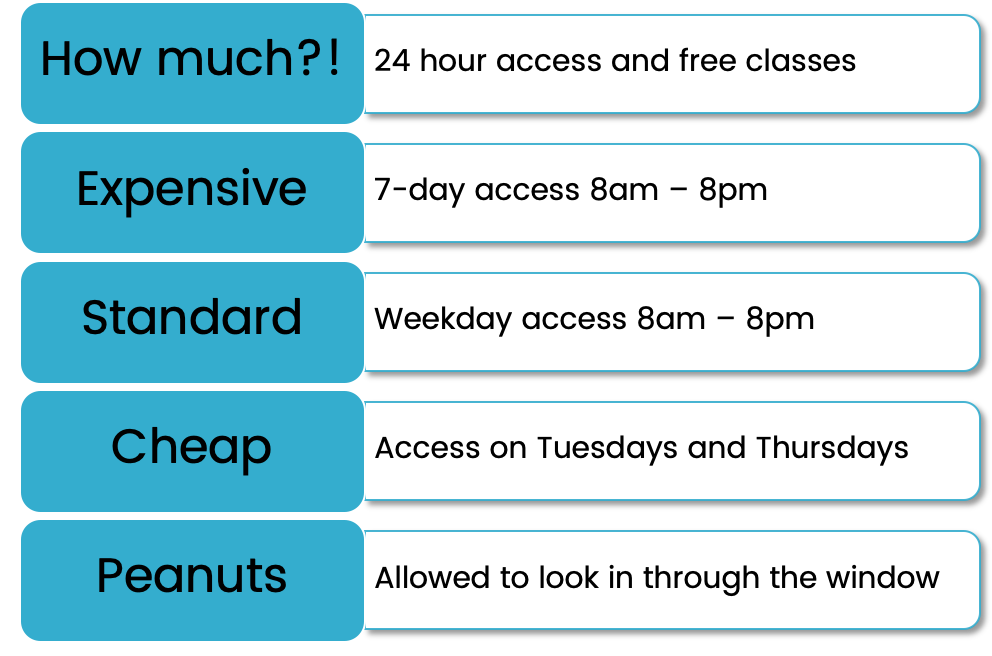 How much?!
24 hour access and free classes
Expensive
7-day access 8am – 8pm
Standard
Weekday access 8am – 8pm
Cheap
Access on Tuesdays and Thursdays
Peanuts
Allowed to look in through the window